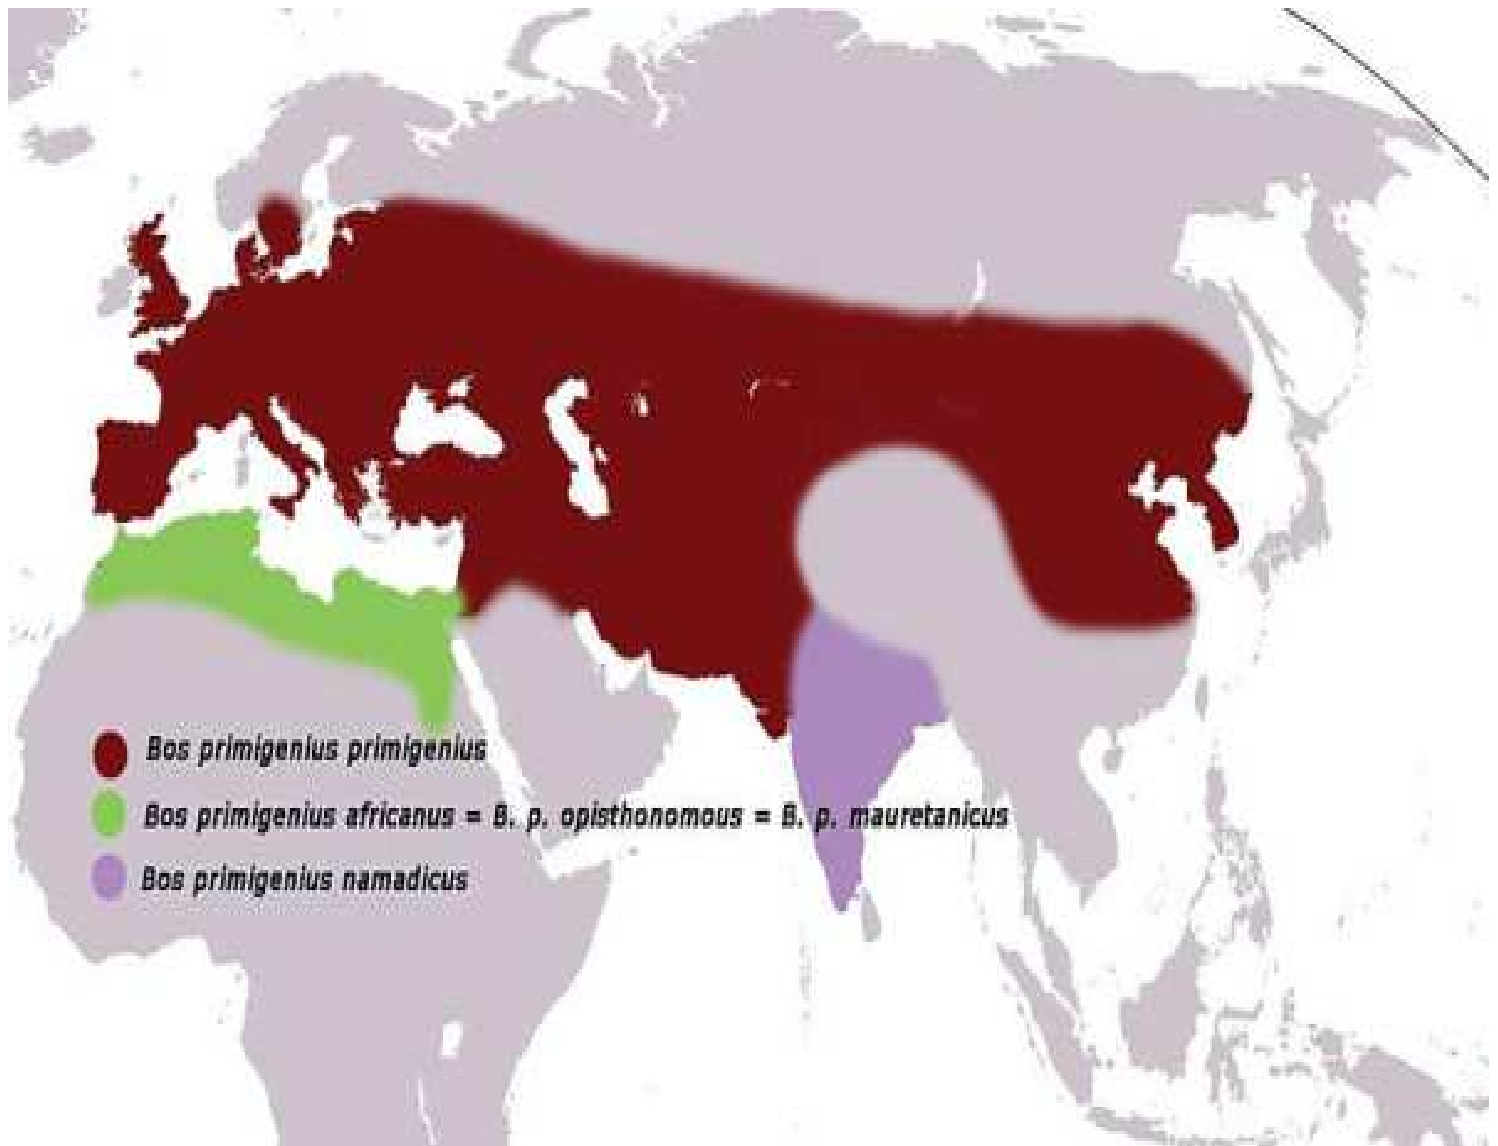 Bos primigenius primigenius
Bos primigenius africanus = B. p. opisthonomous = B. p. mauretanicus
Bos primigenius namadicus